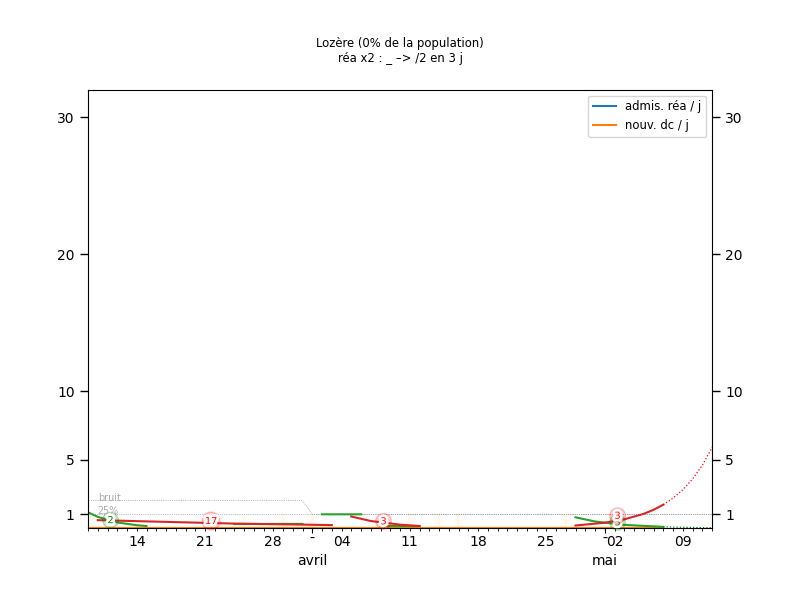 Lozère (0% de la population)
réa x2 : _ –> /2 en 3 j
admis. réa / j
nouv. dc / j
30 30
20 20
10 10
5 5
1 1
bruit
25%
2 17 3 3
14 21 28 - 04 11 18 25 -02 09
avril mai